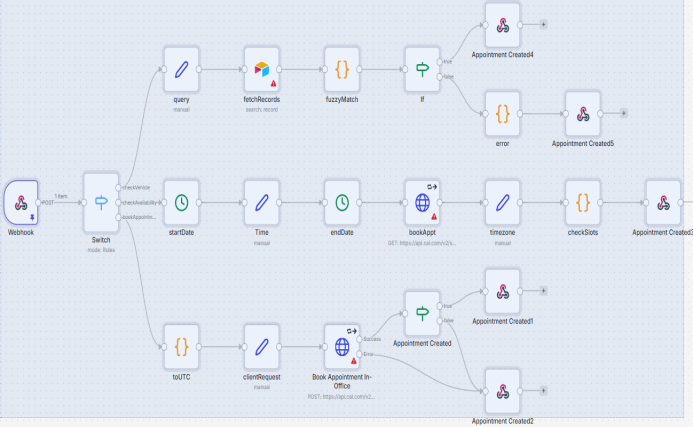 Appointment Created4
true
false
query
manual
fetchRecords
search: record
fuzzyMatch
If
error
Appointment Created5
1 item
POST
Webhook
Switch
mode: Rules
checkVehicle
checkAvailability
bookAppoin...
startDate
Time
manual
endDate
bookAppt
GET: https://api.cal.com/v2/s...
timezone
manual
checkSlots
Appointment Created3
toUTC
clientRequest
manual
Success
Error
Book Appointment In-
Office
POST: https://api.cal.com/v2...
true
false
Appointment Created
Appointment Created1
Appointment Created2